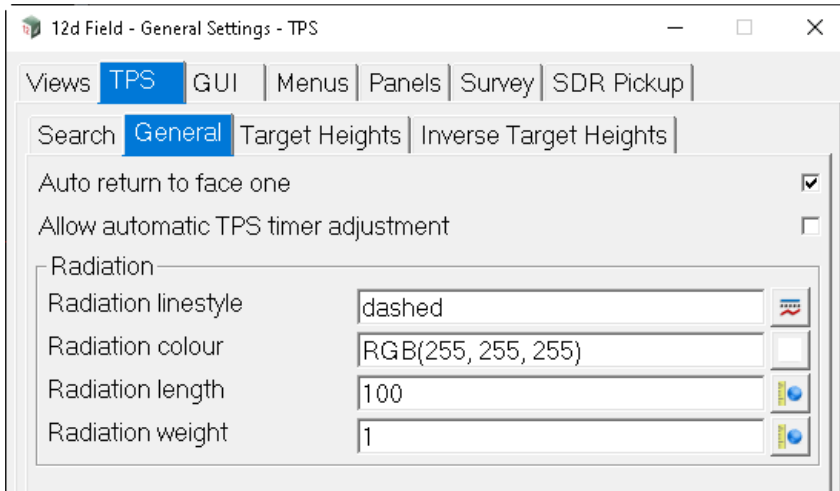 12d Field - General Settings - TPS
Views TPS GUI Menus Panels Survey SDR Pickup
Search General Target Heights Inverse Target Heights
Auto return to face one
Allow automatic TPS timer adjustment
Radiation
Radiation linestyle dashed
Radiation colour RGB(255, 255, 255)
Radiation length 100
Radiation weight 1